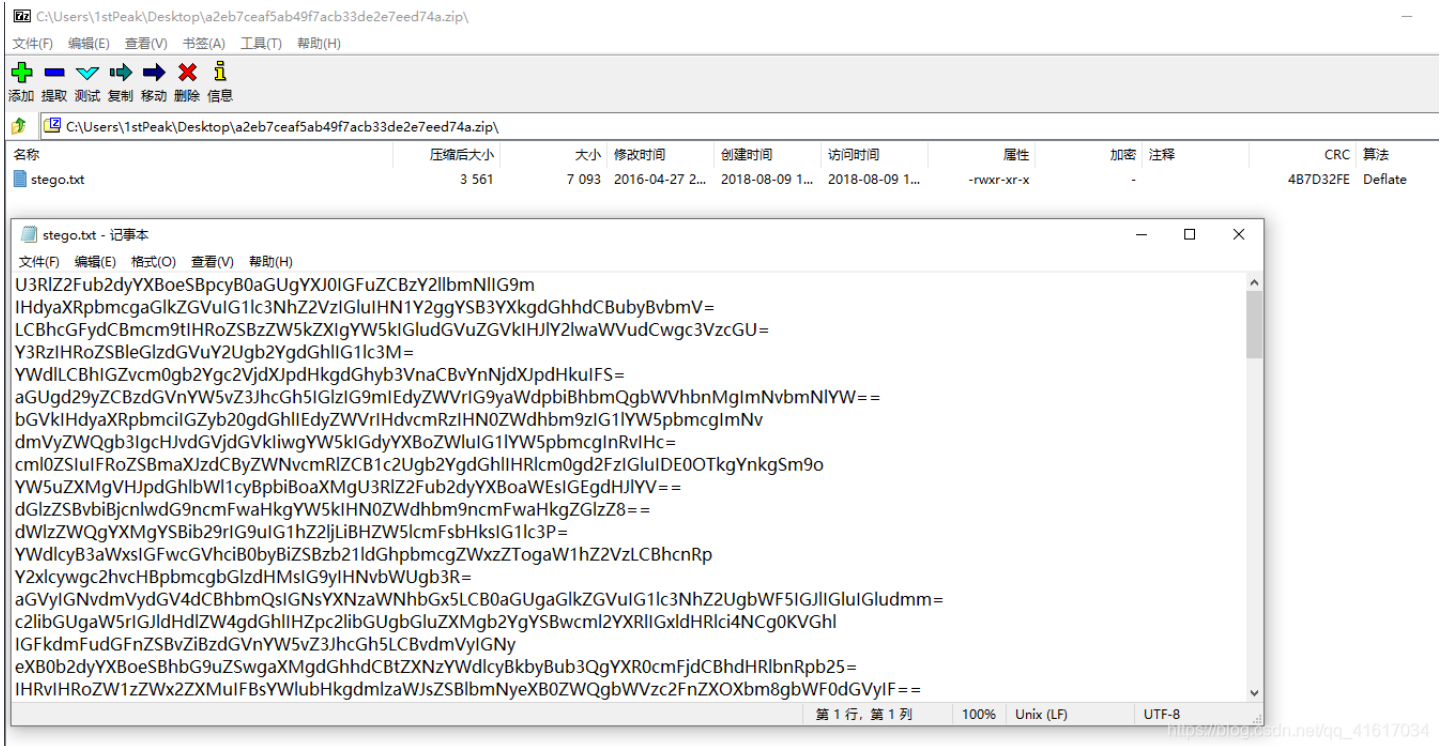 C:\Users\1stPeak\Desktop\a2eb7ceaf5ab49f7acb33de2e7eed74a.zip\
文件(F) 编辑(E) 查看(V) 书签(A) 工具(T) 帮助(H)
添加 提取 测试 复制 移动 删除 信息
C:\Users\1stPeak\Desktop\a2eb7ceaf5ab49f7acb33de2e7eed74a.zip\
名称 压缩后大小 大小 修改时间 创建时间 访问时间 属性 加密 注释 CRC 算法
stego.txt 3 561 7 093 2016-04-27 2... 2018-08-09 1... 2018-08-09 1... -rwxr-xr-x - 4B7D32FE Deflate
stego.txt - 记事本
文件(F) 编辑(E) 格式(O) 查看(V) 帮助(H)
U3RlZ2Fub2dyYXBoeSBpcyB0aGUgYXJ0IGFuZCBzY2llbmNlIG9m
IHdyaXRpbmcgaGlkZGVuIG1lc3NhZ2VzIGluIHN1Y2ggYSB3YXkgdGhhdCBubyBvbmV=
LCBhcGFydCBmcm9tIHRoZSBzZW5kZXIgYW5kIGludGVuZGVkIHJlY2lwaWVudCwgc3VzcGU=
Y3RzIHRoZSBleGlzdGVuY2Ugb2YgdGhlIG1lc3M=
YWdlLCBhIGZvcm0gb2Ygc2VjdXJpdHkgdGhyb3VnaCBvYnNjdXJpdHkuIFS=
aGUgd29yZCBzdGVnYW5vZ3JhcGh5IGlzIG9mIEdyZWVrIG9yaWdpbiBhbmQgbWVhbnMgImNvbmNlYW==
bGVkIHdyaXRpbmciIGZyb20gdGhlIEdyZWVrIHdvcmRzIHN0ZWdhbm9zIG1lYW5pbmcgImNv
dmVyZWQgb3IgcHJvdGVjdGVkIiwgYW5kIGdyYXBoZWluIG1lYW5pbmcgInRvIHc=
cml0ZSIuIFRoZSBmaXJzdCByZWNvcmRlZCB1c2Ugb2YgdGhlIHRlcm0gd2FzIGluIDE0OTkgYnkgSm9o
YW5uZXMgVHJpdGhlbWl1cyBpbiBoaXMgU3RlZ2Fub2dyYXBoaWEsIGEgdHJlYV==
dGlzZSBvbiBjcnlwdG9ncmFwaHkgYW5kIHN0ZWdhbm9ncmFwaHkgZGlzZ8==
dWlzZWQgYXMgYSBib29rIG9uIG1hZ2ljLiBHZW5lcmFsbHksIG1lc3P=
YWdlcyB3aWxsIGFwcGVhciB0byBiZSBzb21ldGhpbmcgZWxzZTogaW1hZ2VzLCBhcnRp
Y2xlcywgc2hvcHBpbmcgbGlzdHMsIG9yIHNvbWUgb3R=
aGVyIGNvdmVydGV4dCBhbmQsIGNsYXNzaWNhbGx5LCB0aGUgaGlkZGVuIG1lc3NhZ2UgbWF5IGJlIGluIGludmm=
c2libGUgaW5rIGJldHdlZW4gdGhlIHZpc2libGUgbGluZXMgb2YgYSBwcml2YXRlIGxldHRlci4NCg0KVGhl
IGFkdmFudGFnZSBvZiBzdGVnYW5vZ3JhcGh5LCBvdmVyIGNy
eXB0b2dyYXBoeSBhbG9uZSwgaXMgdGhhdCBtZXNzYWdlcyBkbyBub3QgYXR0cmFjdCBhdHRlbnRpb25=
IHRvIHRoZW1zZWx2ZXMuIFBsYWlubHkgdmlzaWJsZSBlbmNyeXB0ZWQgbWVzc2FnZXOXbm8gbWF0dGVyIF==
第 1 行，第 1 列 100% Unix (LF) UTF-8
https://blog.csdn.net/qq_41617034